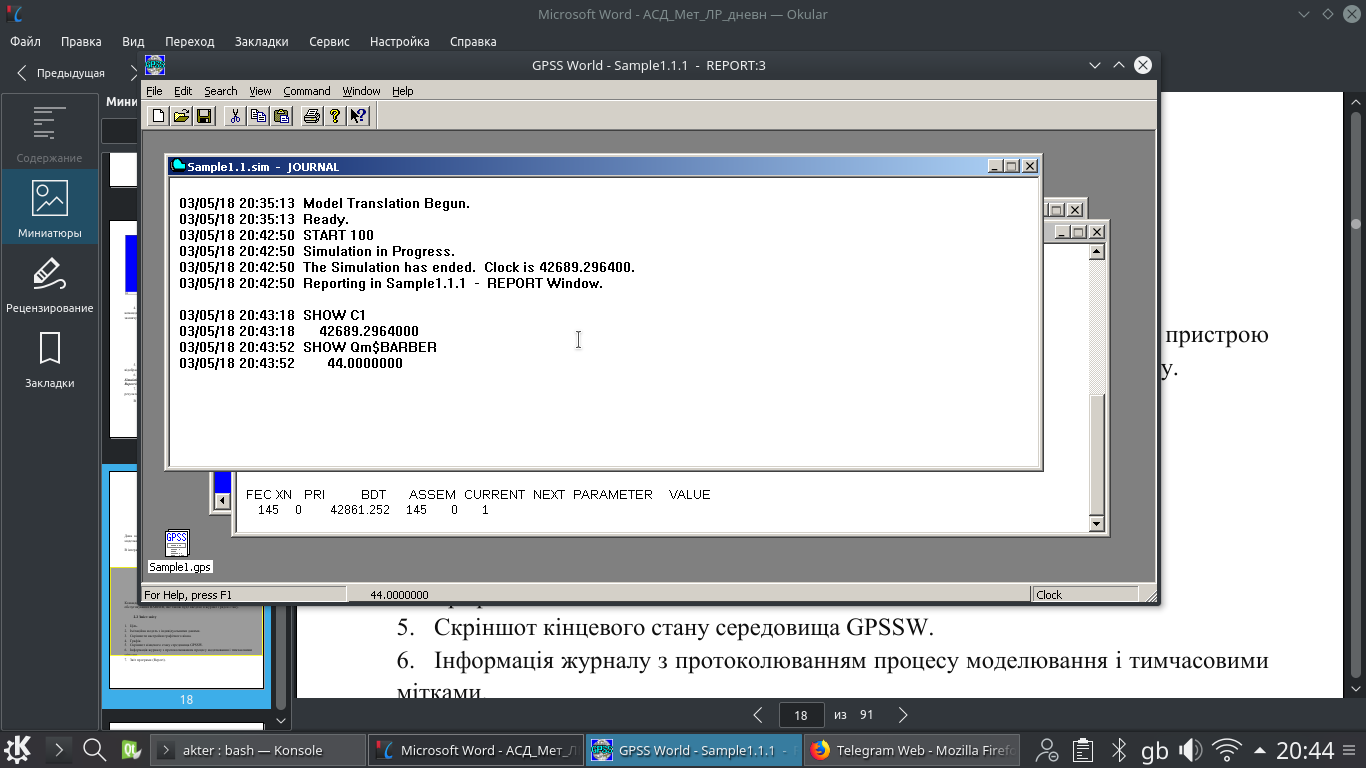 Microsoft Word - АСД_Мет_ЛР_дневн — Okular
Файл Правка Вид Переход Закладки Сервис Настройка Справка
Предыдущая
Содержание
Миниатюры
Рецензирование
Закладки
Мини
18
GPSS World - Sample1.1.1 - REPORT:3
File Edit Search View Command Window Help
Sample1.1.sim - JOURNAL
03/05/18 20:35:13 Model Translation Begun.
03/05/18 20:35:13 Ready.
03/05/18 20:42:50 START 100
03/05/18 20:42:50 Simulation in Progress.
03/05/18 20:42:50 The Simulation has ended. Clock is 42689.296400.
03/05/18 20:42:50 Reporting in Sample1.1.1 - REPORT Window.
03/05/18 20:43:18 SHOW C1
03/05/18 20:43:18 42689.2964000
03/05/18 20:43:52 SHOW Qm$BARBER
03/05/18 20:43:52 44.0000000
FEC XN PRI BDT ASSEM CURRENT NEXT PARAMETER VALUE
145 0 42861.252 145 0 1
GPSS
Sample1.gps
For Help, press F1 44.0000000 Clock
пристрою
у.
5. Скріншот кінцевого стану середовища GPSSW.
6. Інформація журналу з протоколюванням процесу моделювання і тимчасовими
мітками.
18 из 91
akter : bash — Konsole
Microsoft Word - АСД_Мет_Л
GPSS World - Sample1.1.1 -
Telegram Web - Mozilla Firefo
gb
20:44